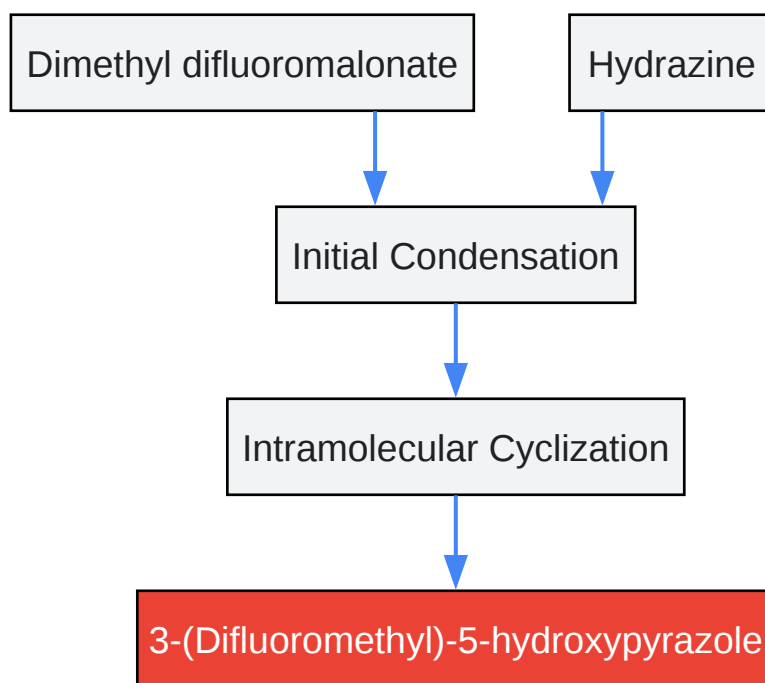 Dimethyl difluoromalonate
Hydrazine
Initial Condensation
Intramolecular Cyclization
3-(Difluoromethyl)-5-hydroxypyrazole